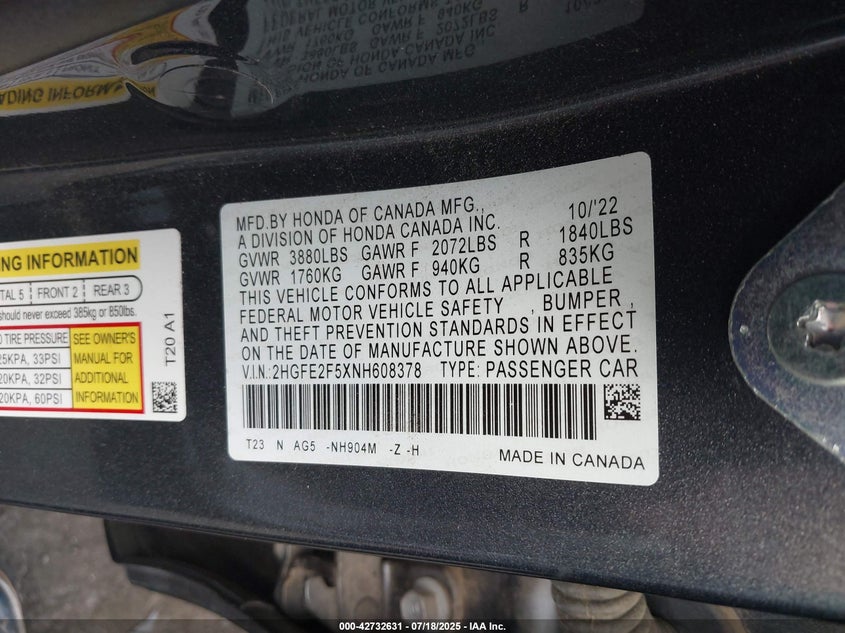 MFD.BY HONDA OF CANADA MFG., 10/'22
A DIVISION OF HONDA CANADA INC.
GVWR 3880LBS GAWR F 2072LBS R 1840LBS
GVWR 1760KG GAWR F 940KG R 835KG
THIS VEHICLE CONFORMS TO ALL APPLICABLE
FEDERAL MOTOR VEHICLE SAFETY , BUMPER ,
AND THEFT PREVENTION STANDARDS IN EFFECT
ON THE DATE OF MANUFACTURE SHOWN ABOVE.
V.I.N.:2HGFE2F5XNH608378 TYPE: PASSENGER CAR
T23 N AG5 -NH904M -Z -H
MADE IN CANADA
NG INFORMATION
TAL 5 FRONT 2 REAR 3
should never exceed 385kg or 850lbs.
TIRE PRESSURE SEE OWNER'S
25KPA, 33PSI MANUAL FOR
20KPA, 32PSI ADDITIONAL
20KPA, 60PSI INFORMATION
T20 A1
000-42732631 - 07/18/2025 - IAA Inc.